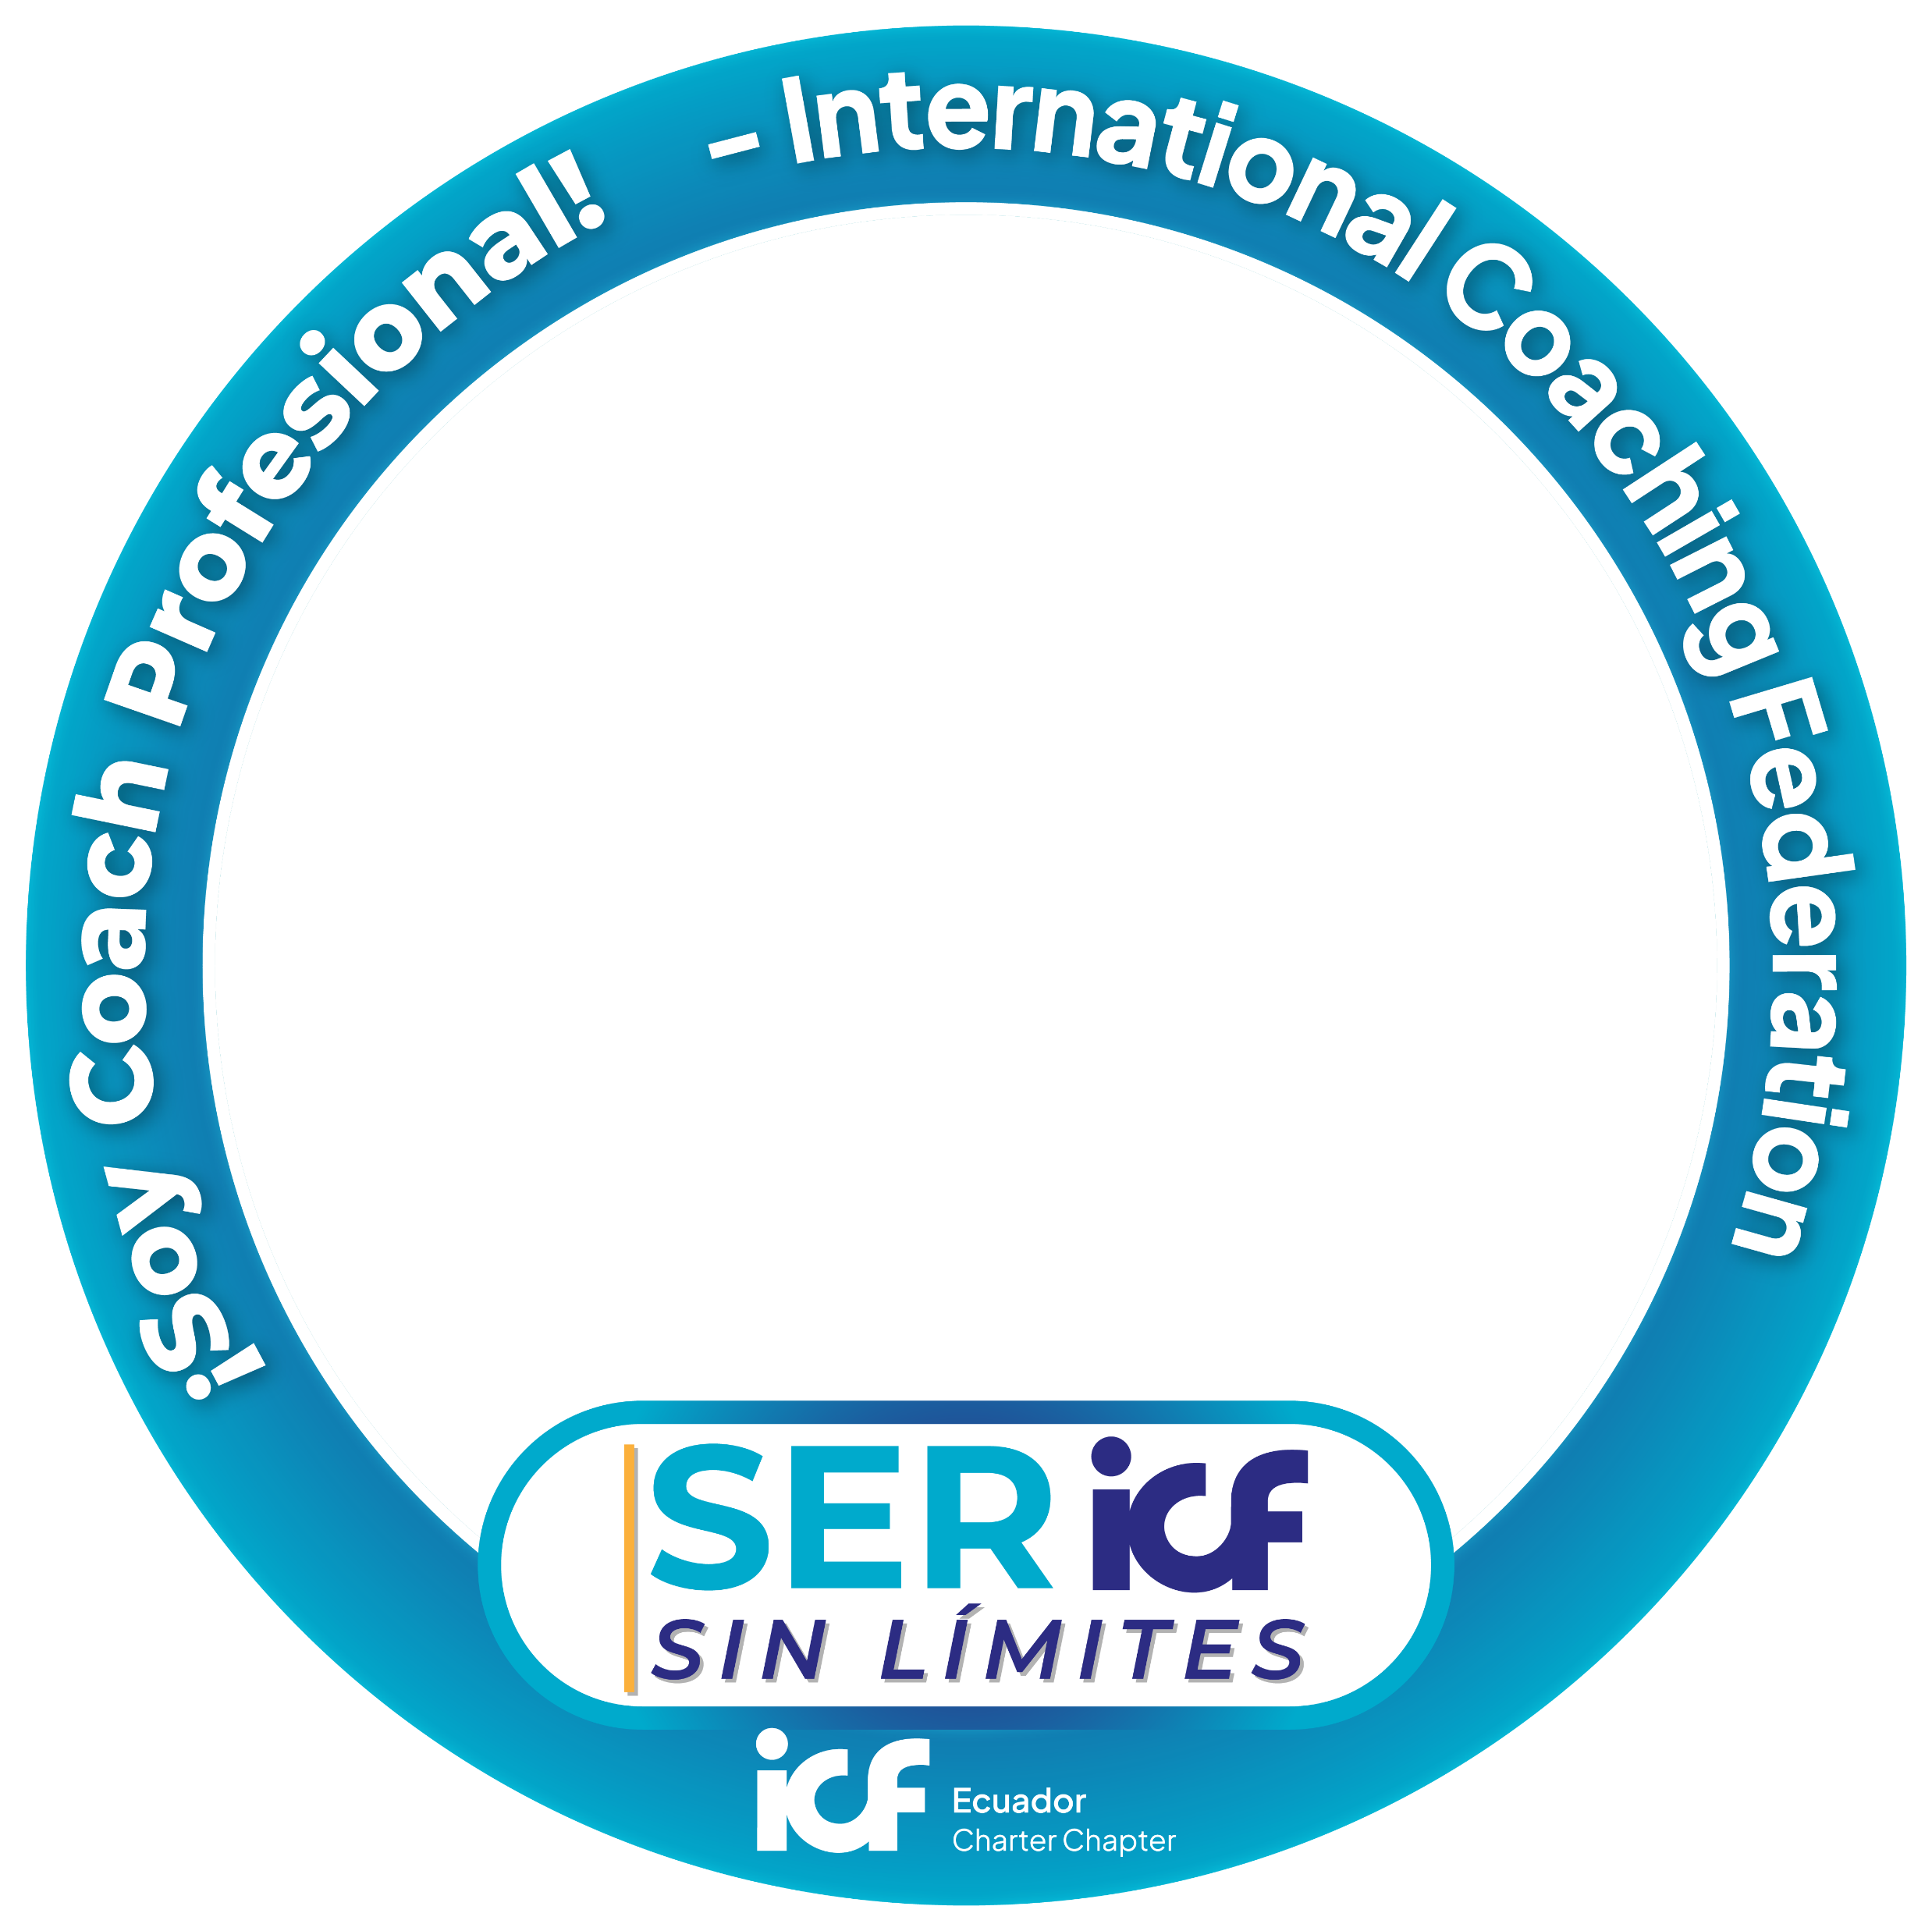 ¡Soy Coach Profesional! - International Coaching Federation
SER icf
SIN LÍMITES
icf Ecuador
Charter Chapter